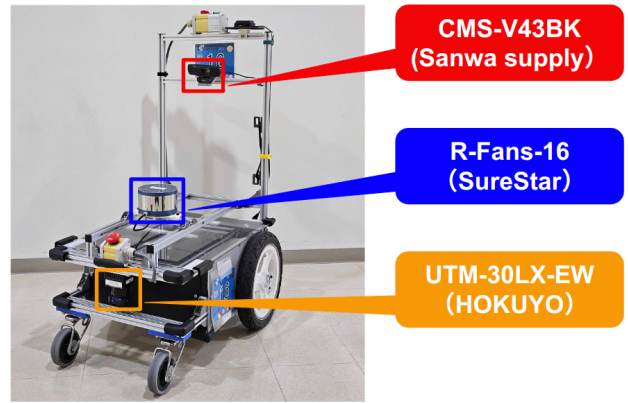 CMS-V43BK
(Sanwa supply）
R-Fans-16
（SureStar）
UTM-30LX-EW
（HOKUYO）